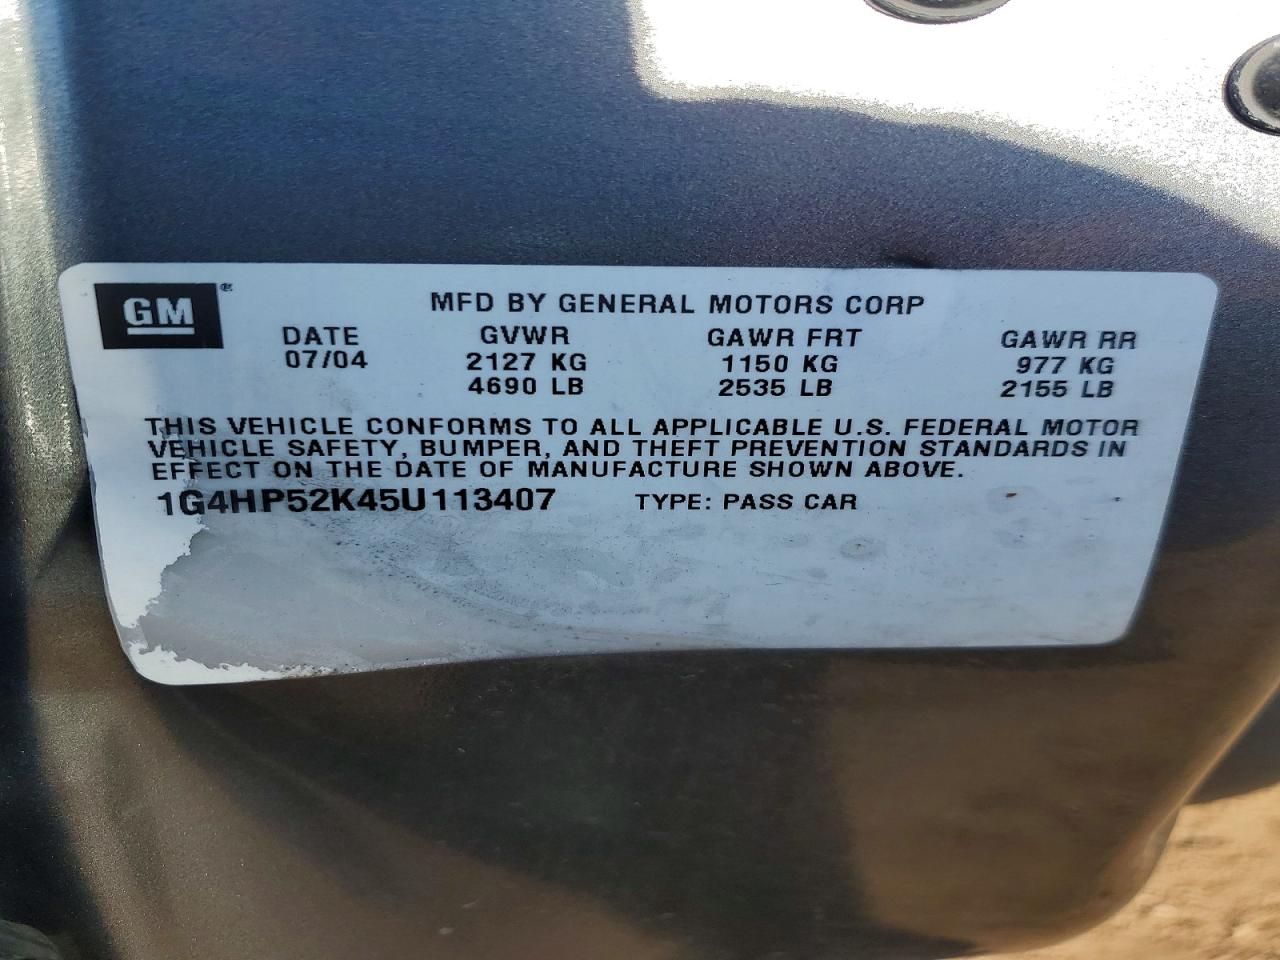 GM®
MFD BY GENERAL MOTORS CORP
DATE GVWR GAWR FRT GAWR RR
07/04 2127 KG 1150 KG 977 KG
4690 LB 2535 LB 2155 LB
THIS VEHICLE CONFORMS TO ALL APPLICABLE U.S. FEDERAL MOTOR
VEHICLE SAFETY, BUMPER, AND THEFT PREVENTION STANDARDS IN
EFFECT ON THE DATE OF MANUFACTURE SHOWN ABOVE.
1G4HP52K45U113407 TYPE: PASS CAR